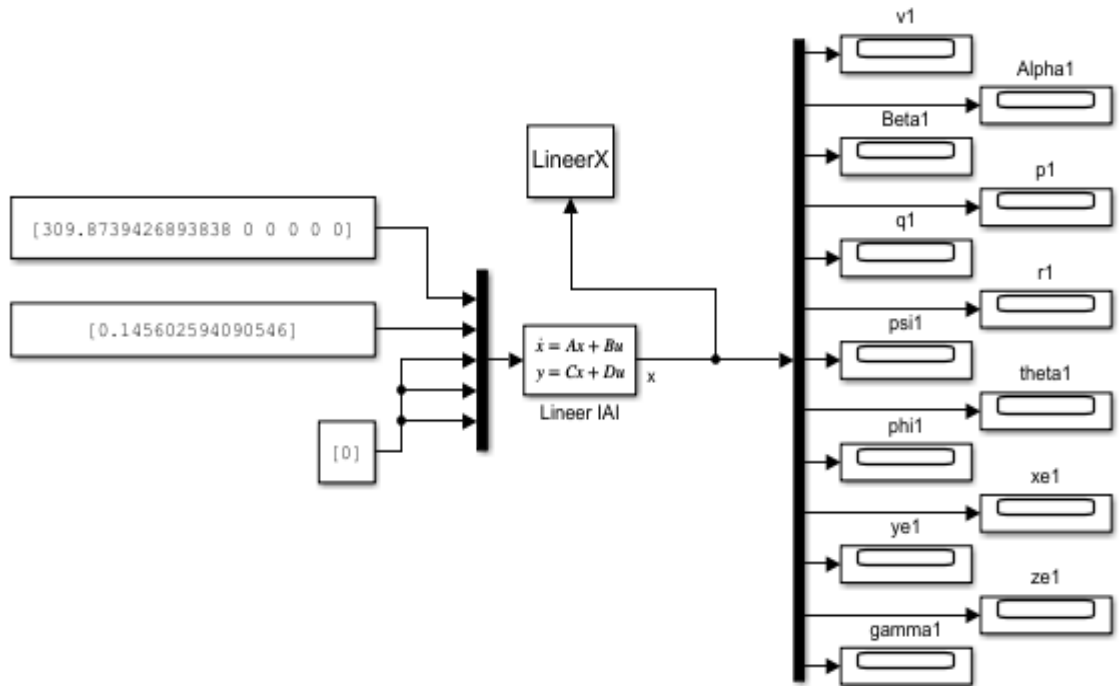 v1
Alpha1
Beta1
LineerX
p1
[309.8739426893838 0 0 0 0 0]
q1
r1
[0.145602594090546]
psi1
ẋ = Ax + Bu
y = Cx + Du
x
theta1
Lineer IAI
phi1
[0]
xe1
ye1
ze1
gamma1